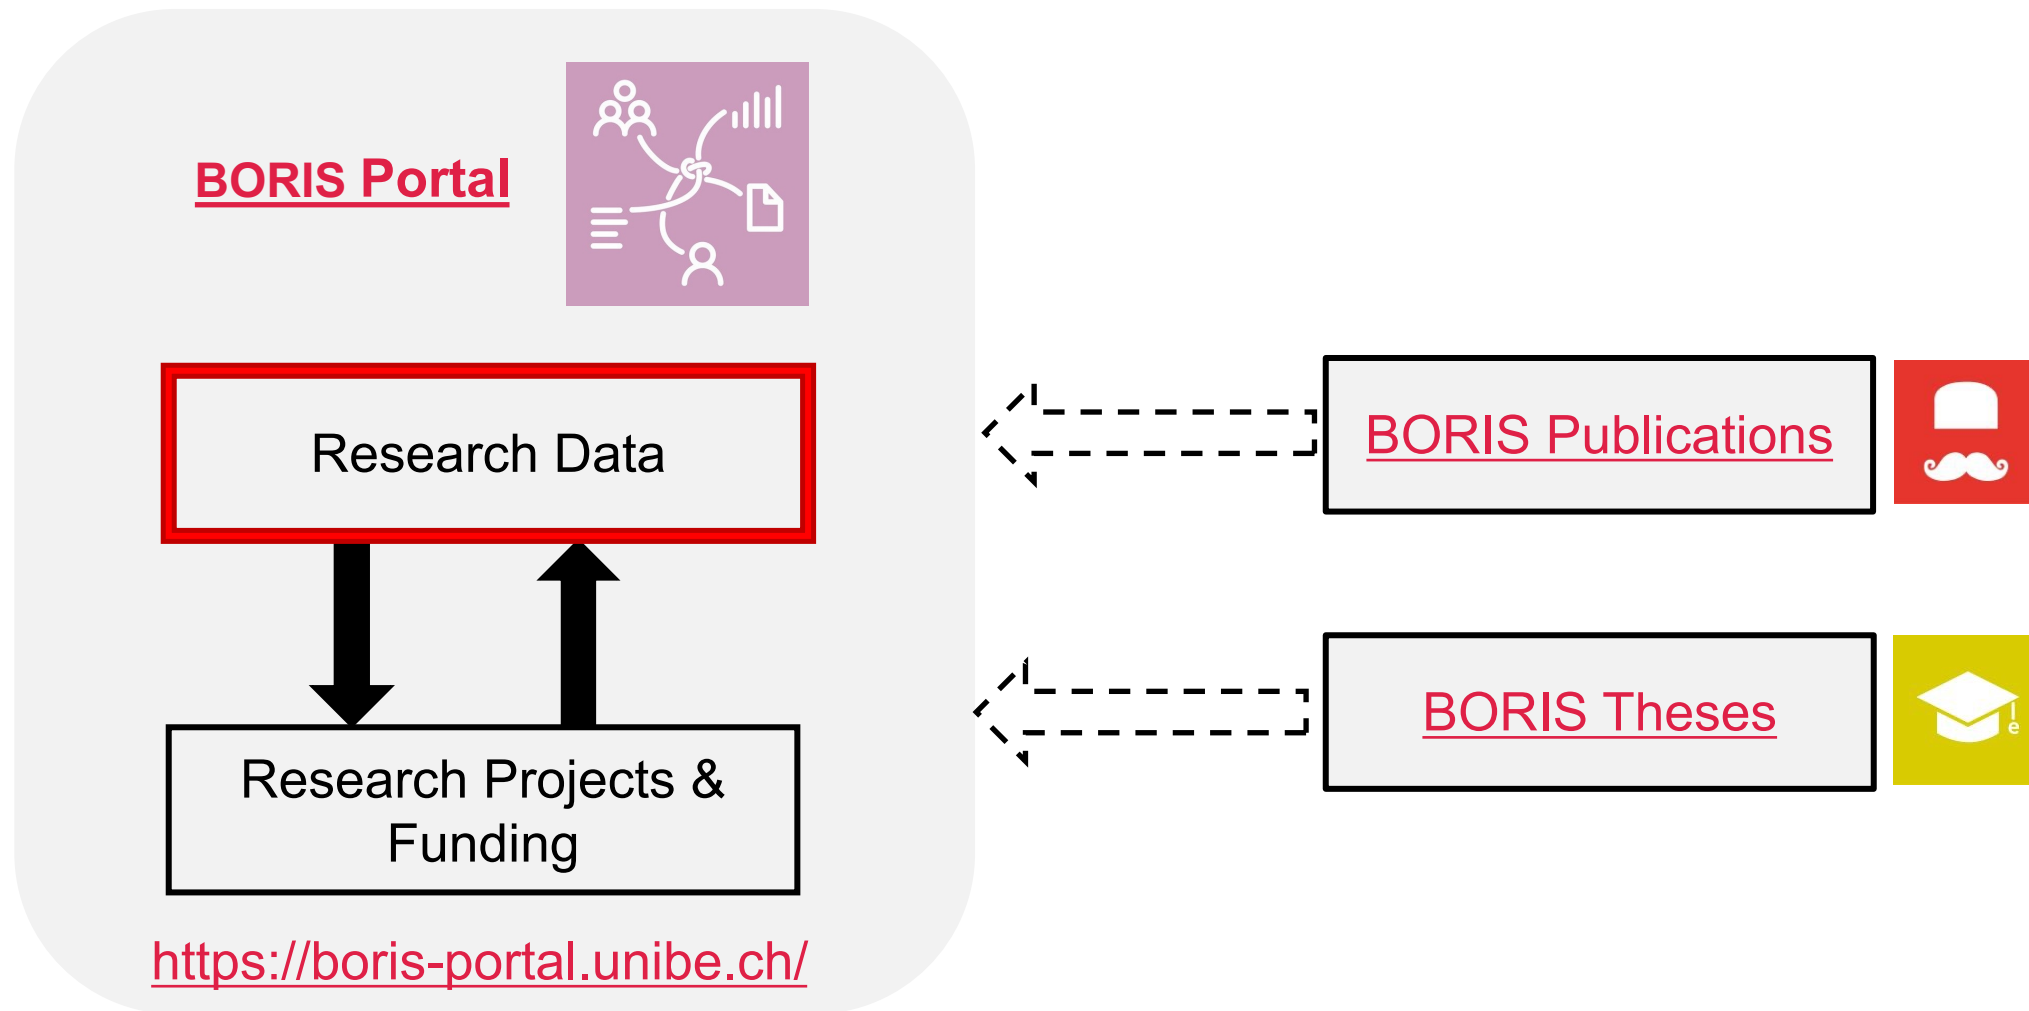 BORIS Portal
Research Data
Research Projects &
Funding
https://boris-portal.unibe.ch/
BORIS Publications
BORIS Theses
e